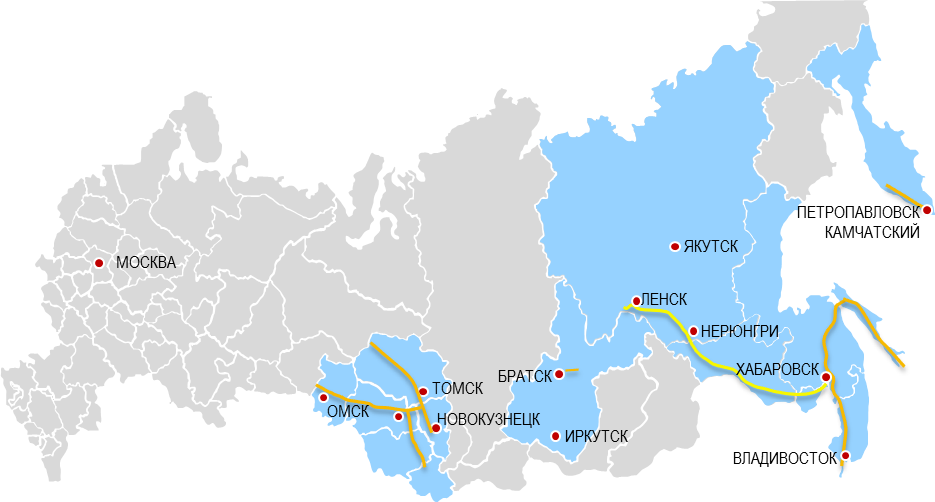 ПЕТРОПАВЛОВСК
КАМЧАТСКИЙ
ЯКУТСК
МОСКВА
ЛЕНСК
НЕРЮНГРИ
ХАБАРОВСК
БРАТСК
ТОМСК
ОМСК
НОВОКУЗНЕЦК
ИРКУТСК
ВЛАДИВОСТОК